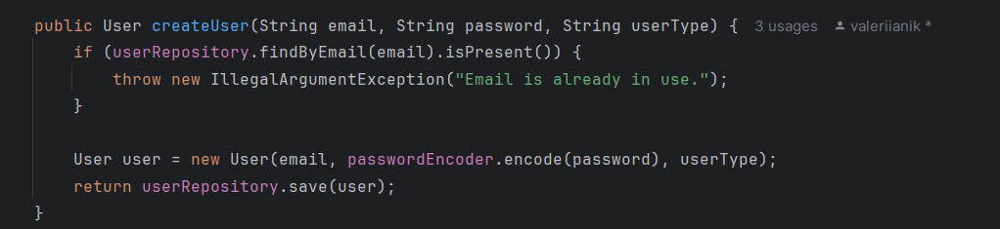 public User createUser(String email, String password, String userType) { 3 usages valeriianik *
if (userRepository.findByEmail(email).isPresent()) {
throw new IllegalArgumentException("Email is already in use.");
}
User user = new User(email, passwordEncoder.encode(password), userType);
return userRepository.save(user);
}